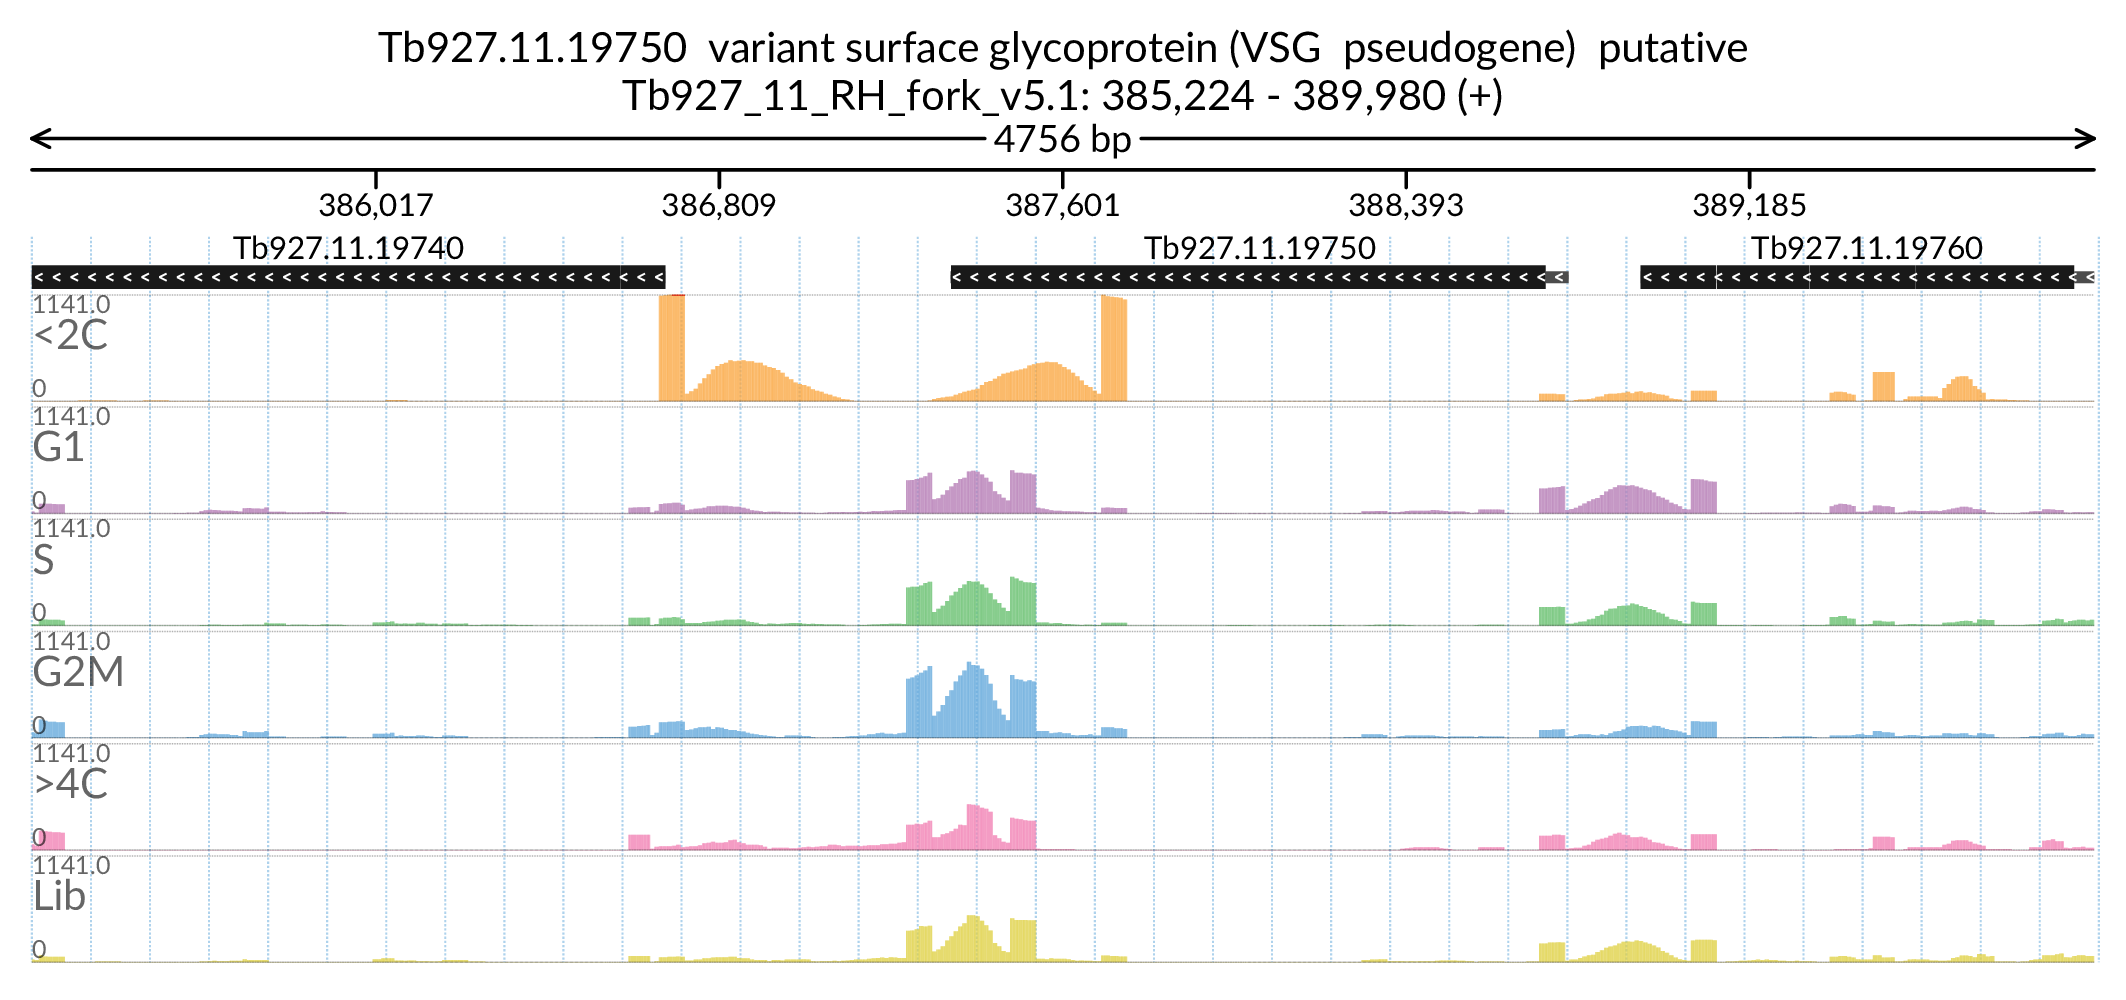 Tb927.11.19750  variant surface glycoprotein (VSG  pseudogene)  putative
Tb927_11_RH_fork_v5.1: 385,224 - 389,980 (+)
4756 bp
386,017 386,809 387,601 388,393 389,185
Tb927.11.19740 Tb927.11.19750 Tb927.11.19760
1141.0
<2C
0
1141.0
G1
0
1141.0
S
0
1141.0
G2M
0
1141.0
>4C
0
1141.0
Lib
0